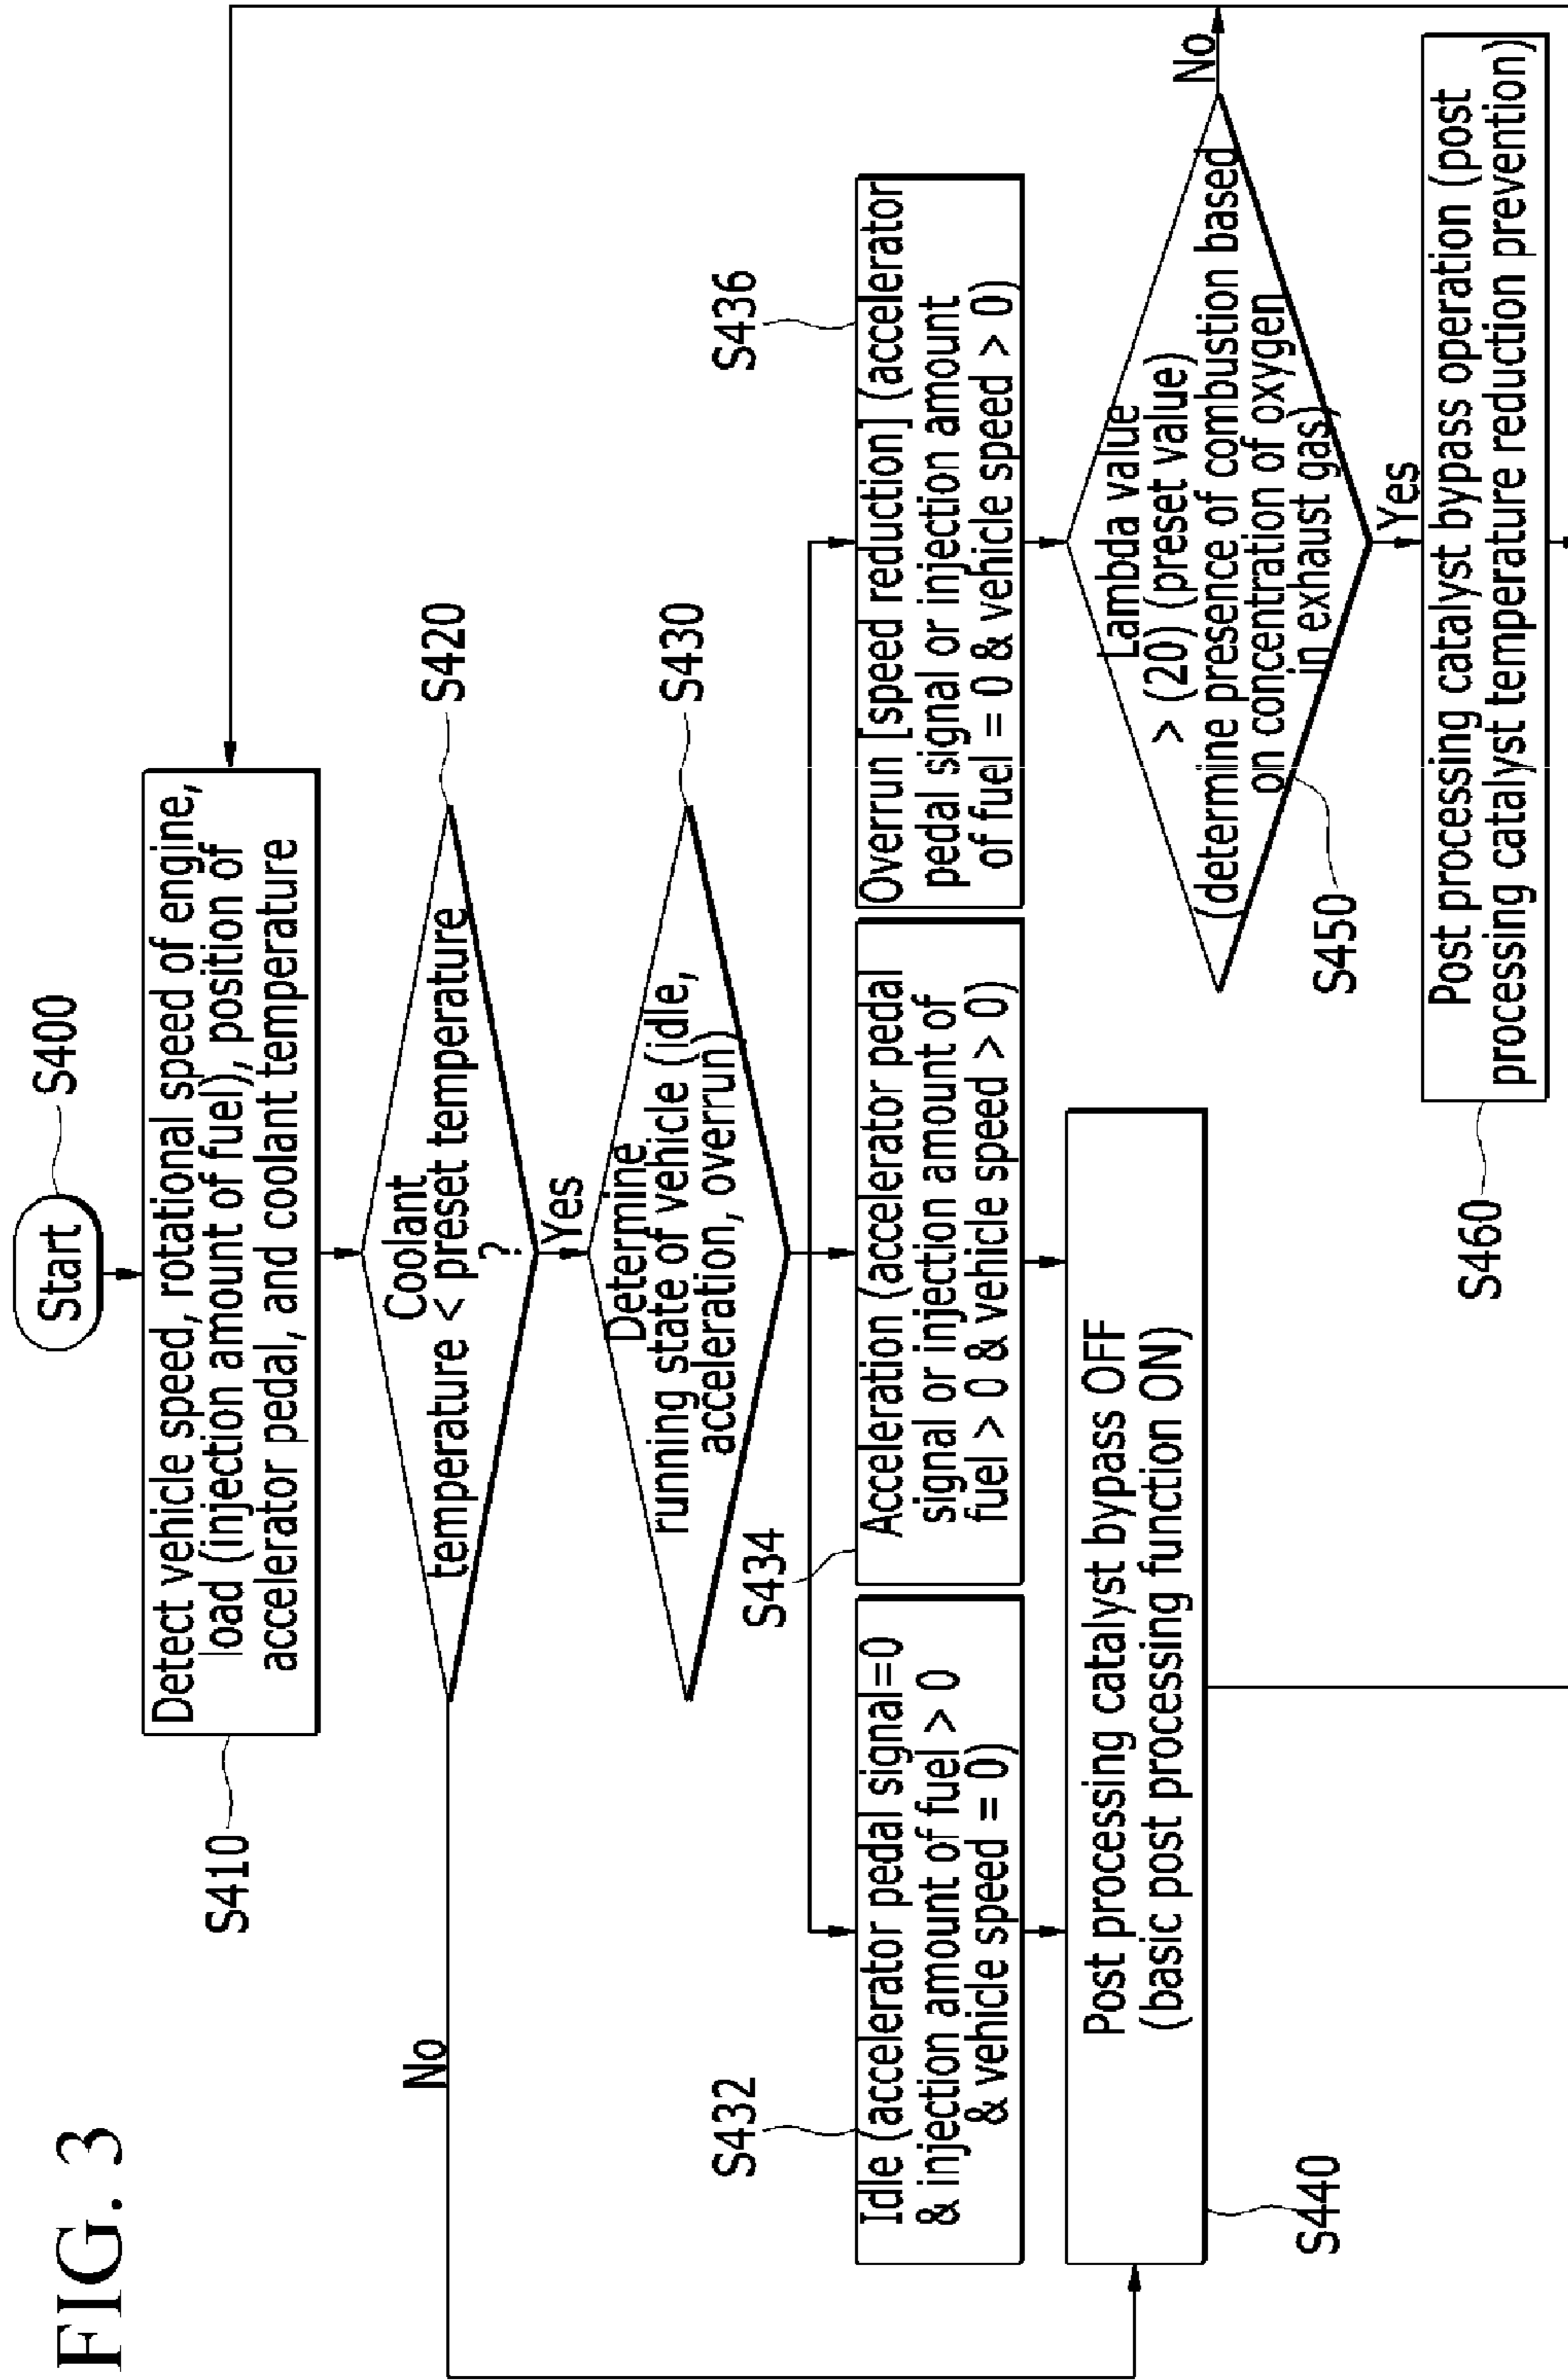 FIG. 3
Start
S400
Detect vehicle speed, rotational speed of engine,
load (injection amount of fuel), position of
accelerator pedal, and coolant temperature
S410
Coolant
temperature < preset temperature
?
S420
No
Yes
Determine
running state of vehicle (idle,
acceleration, overrun)
S430
S432
Idle (accelerator pedal signal=0
& injection amount of fuel > 0
& vehicle speed = 0)
S434
Acceleration (accelerator pedal
signal or injection amount of
fuel > 0 & vehicle speed > 0)
S436
Overrun [speed reduction] (accelerator
pedal signal or injection amount
of fuel = 0 & vehicle speed > 0)
Post processing catalyst bypass OFF
(basic post processing function ON)
S440
Lambda value
> (20) (preset value)
(determine presence of combustion based
on concentration of oxygen
in exhaust gas)
S450
No
Yes
Post processing catalyst bypass operation (post
processing catalyst temperature reduction prevention)
S460